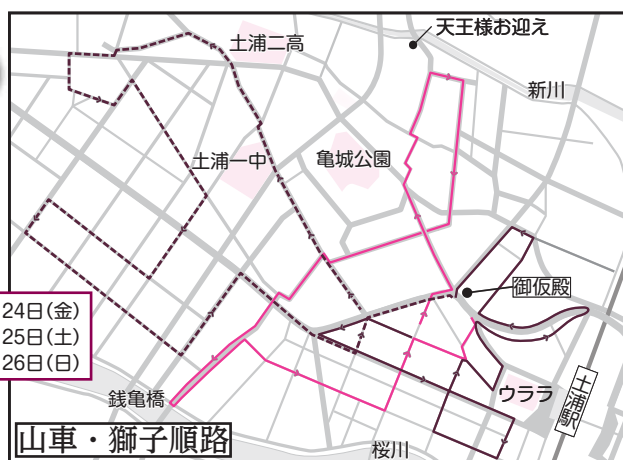 天王様お迎え
土浦二高
新川
土浦一中
亀城公園
御仮殿
24日(金)
25日(土)
26日(日)
銭亀橋
ウララ
土浦駅
山車・獅子順路
桜川